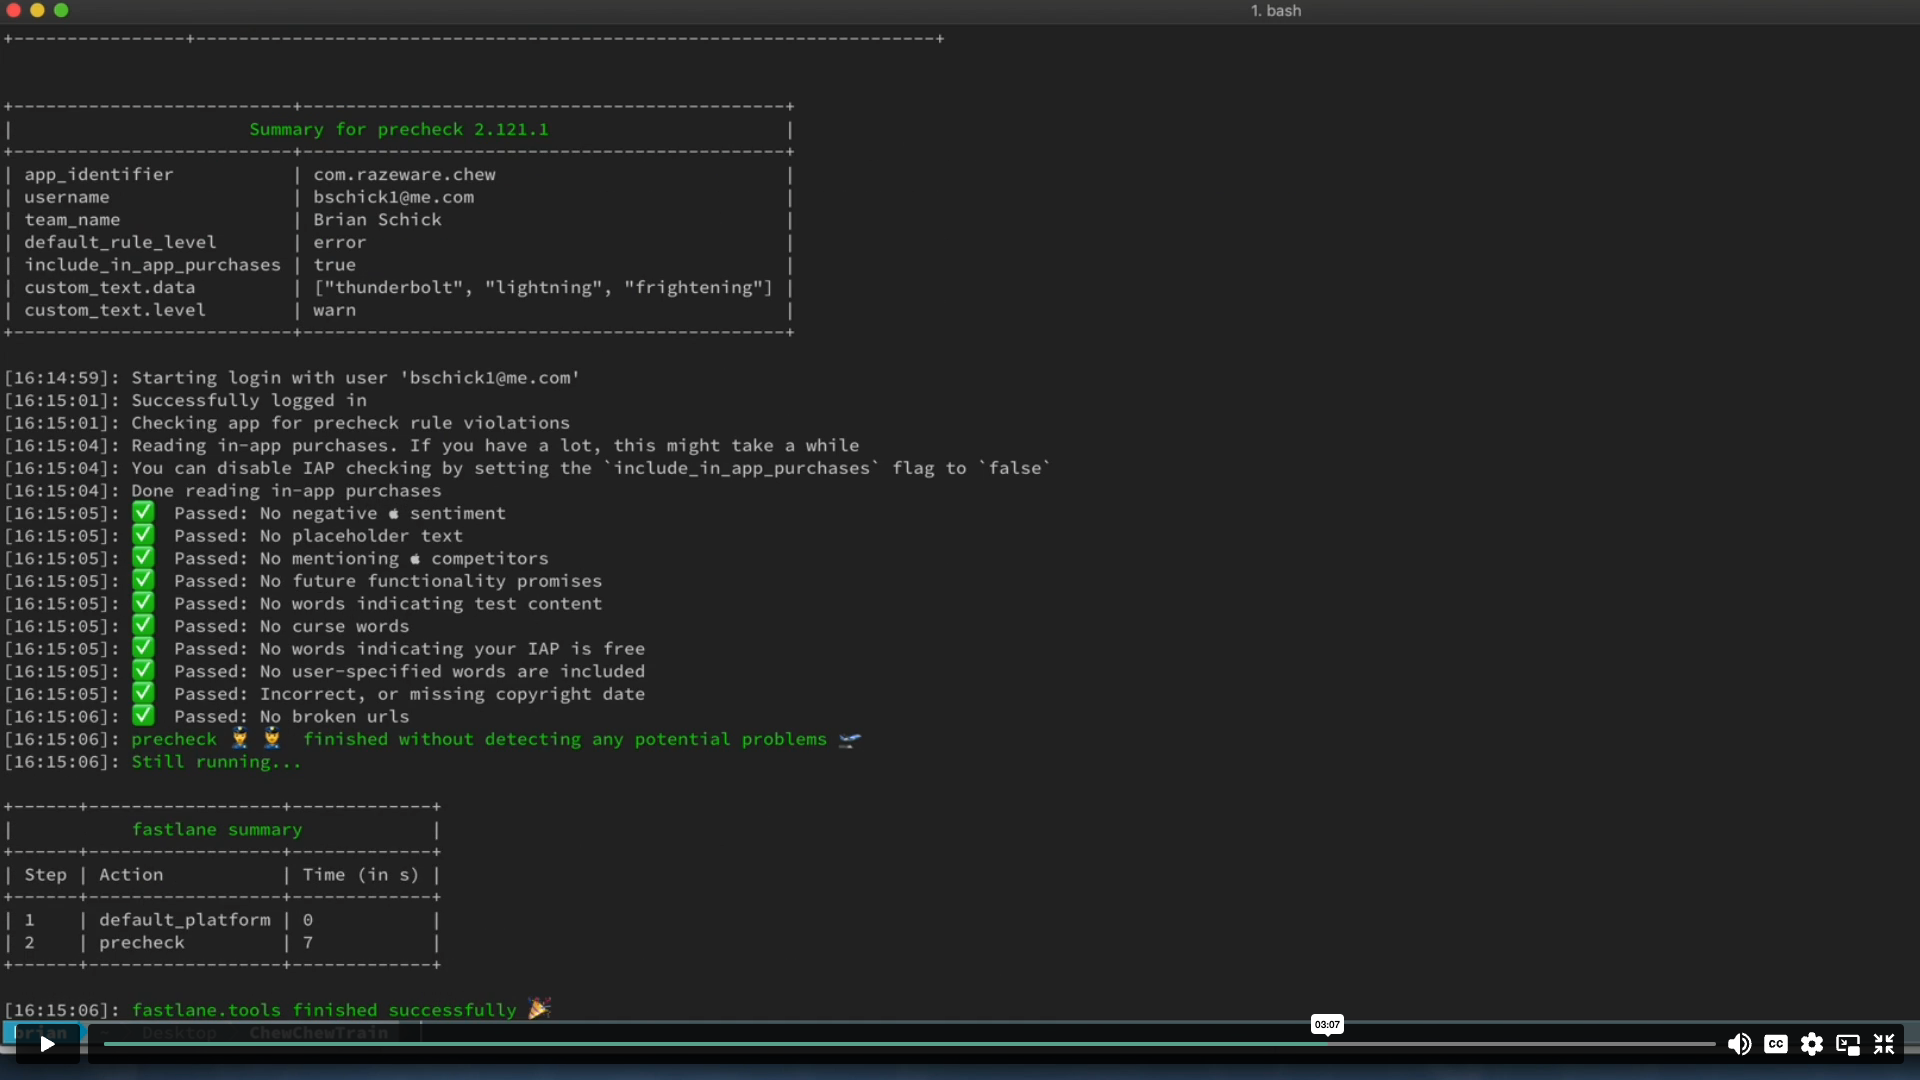 1. bash
+----------------+---------------------------------------------------------------------+
+--------------------------+---------------------------------------------+
| Summary for precheck 2.121.1 |
+--------------------------+---------------------------------------------+
| app_identifier | com.razeware.chew |
| username | bschick1@me.com |
| team_name | Brian Schick |
| default_rule_level | error |
| include_in_app_purchases | true |
| custom_text.data | ["thunderbolt", "lightning", "frightening"] |
| custom_text.level | warn |
+--------------------------+---------------------------------------------+
[16:14:59]: Starting login with user 'bschick1@me.com'
[16:15:01]: Successfully logged in
[16:15:01]: Checking app for precheck rule violations
[16:15:04]: Reading in-app purchases. If you have a lot, this might take a while
[16:15:04]: You can disable IAP checking by setting the `include_in_app_purchases` flag to `false`
[16:15:04]: Done reading in-app purchases
[16:15:05]: ✅ Passed: No negative  sentiment
[16:15:05]: ✅ Passed: No placeholder text
[16:15:05]: ✅ Passed: No mentioning  competitors
[16:15:05]: ✅ Passed: No future functionality promises
[16:15:05]: ✅ Passed: No words indicating test content
[16:15:05]: ✅ Passed: No curse words
[16:15:05]: ✅ Passed: No words indicating your IAP is free
[16:15:05]: ✅ Passed: No user-specified words are included
[16:15:05]: ✅ Passed: Incorrect, or missing copyright date
[16:15:06]: ✅ Passed: No broken urls
[16:15:06]: precheck 👮 👮 finished without detecting any potential problems 🛫
[16:15:06]: Still running...
+------+------------------+-------------+
| fastlane summary |
+------+------------------+-------------+
| Step | Action | Time (in s) |
+------+------------------+-------------+
| 1 | default_platform | 0 |
| 2 | precheck | 7 |
+------+------------------+-------------+
[16:15:06]: fastlane.tools finished successfully 🎉
brian ~ Desktop ChewChewTrain
03:07
CC